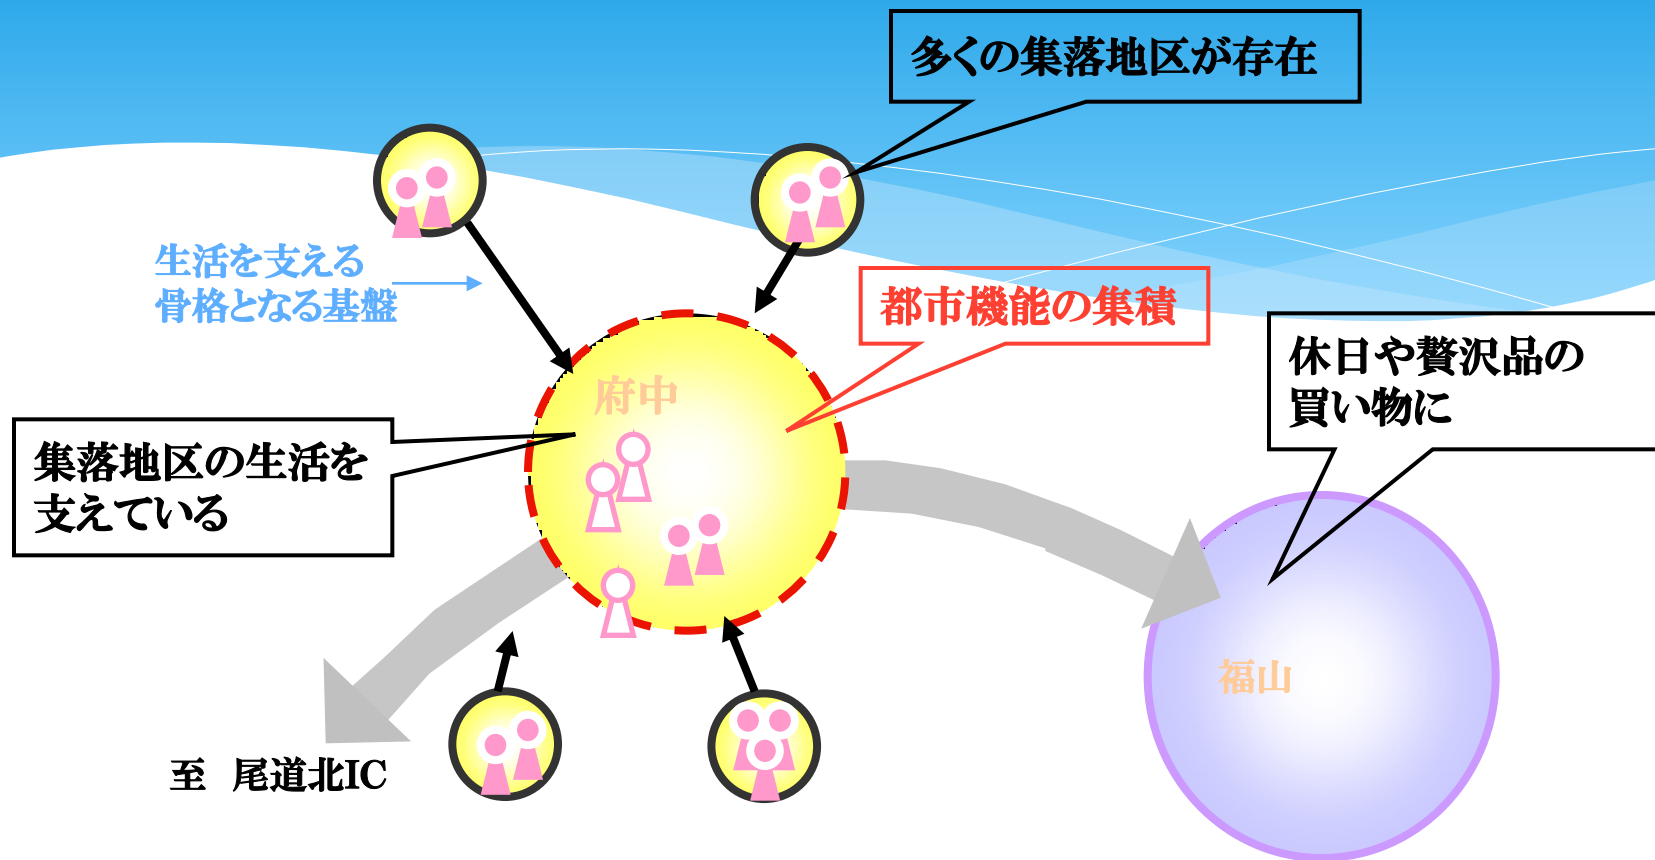 多くの集落地区が存在
生活を支える
骨格となる基盤
都市機能の集積
休日や贅沢品の
買い物に
府中
集落地区の生活を
支えている
福山
至　尾道北IC